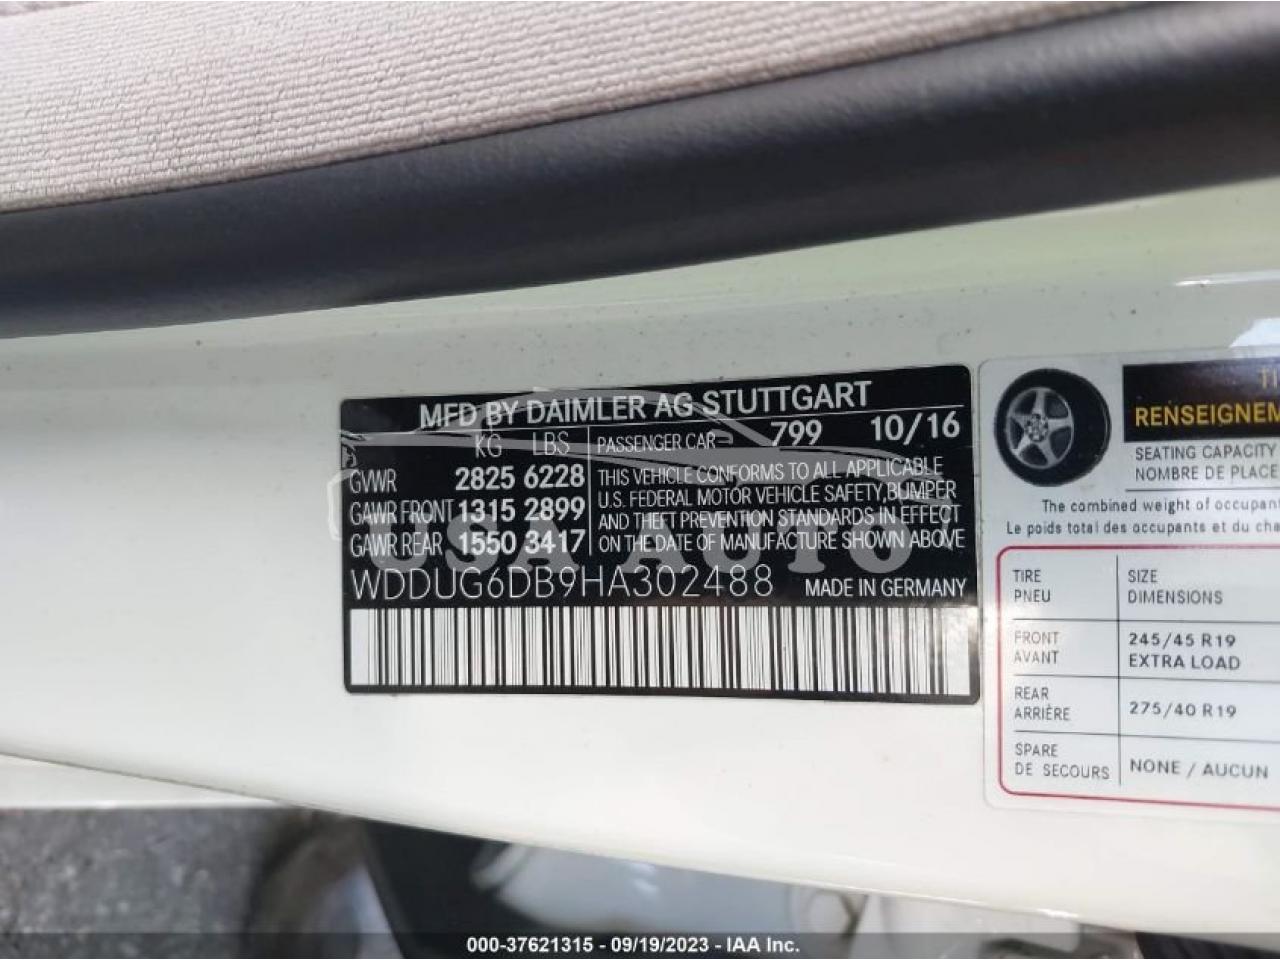 MFD BY DAIMLER AG STUTTGART
KG LBS
GVWR 2825 6228
GAWR FRONT 1315 2899
GAWR REAR 1550 3417
PASSENGER CAR 799 10/16
THIS VEHICLE CONFORMS TO ALL APPLICABLE
U.S. FEDERAL MOTOR VEHICLE SAFETY, BUMPER
AND THEFT PREVENTION STANDARDS IN EFFECT
ON THE DATE OF MANUFACTURE SHOWN ABOVE
WDDUG6DB9HA302488 MADE IN GERMANY
USA AUTO
TI
RENSEIGNEM
SEATING CAPACITY
NOMBRE DE PLACE
The combined weight of occupan
Le poids total des occupants et du cha
TIRE SIZE
PNEU DIMENSIONS
FRONT 245/45 R19
AVANT EXTRA LOAD
REAR 275/40 R19
ARRIÈRE
SPARE NONE / AUCUN
DE SECOURS
000-37621315 - 09/19/2023 - IAA Inc.